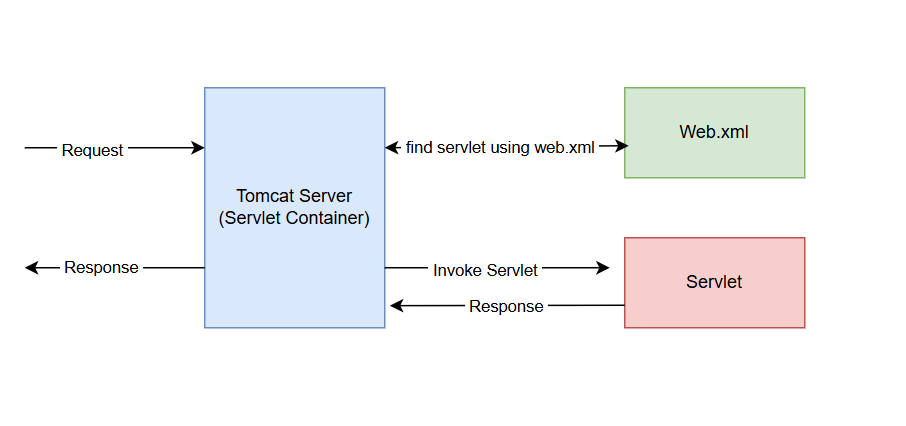 Request
find servlet using web.xml
Web.xml
Tomcat Server
(Servlet Container)
Response
Invoke Servlet
Servlet
Response